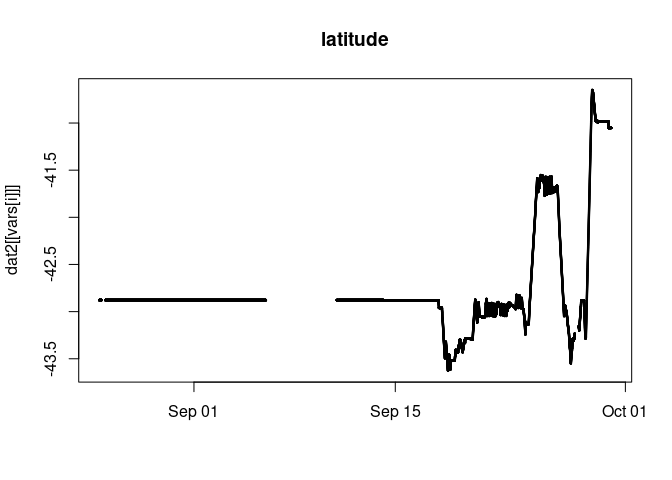 latitude
dat2[[vars[i]]]
-41.5
-42.5
-43.5
Sep 01
Sep 15
Oct 01